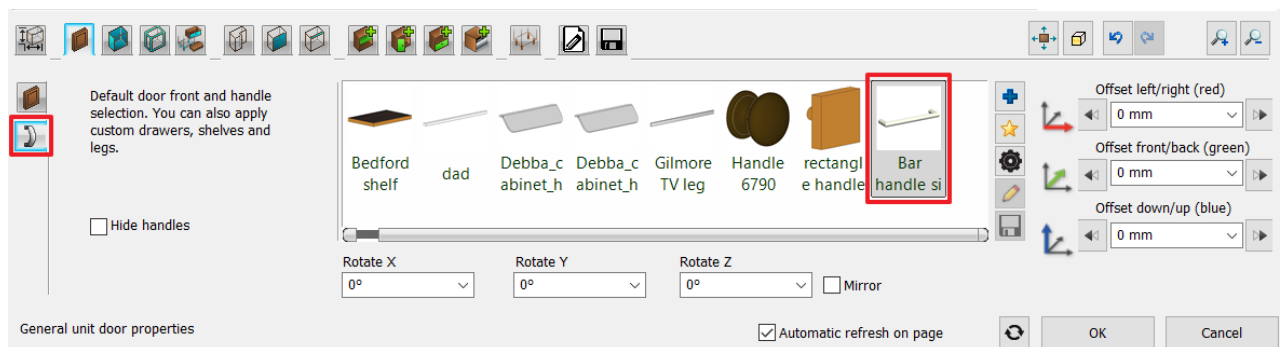 Default door front and handle
selection. You can also apply
custom drawers, shelves and
legs.
Hide handles
Bedford
shelf
dad
Debba_c
abinet_h
Debba_c
abinet_h
Gilmore
TV leg
Handle
6790
rectangl
e handle
Bar
handle si
Rotate X
0°
Rotate Y
0°
Rotate Z
0°
Mirror
Offset left/right (red)
0 mm
Offset front/back (green)
0 mm
Offset down/up (blue)
0 mm
General unit door properties
Automatic refresh on page
OK
Cancel